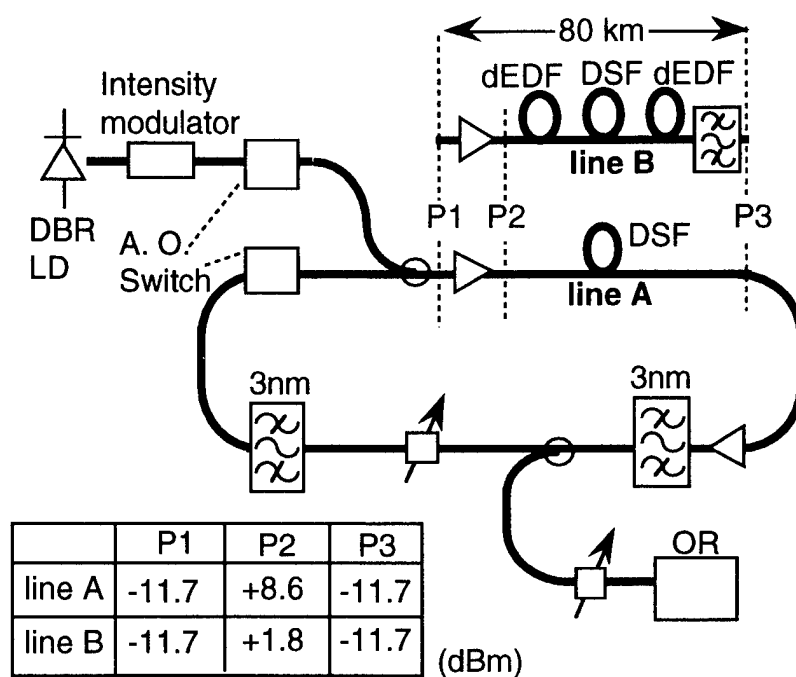 80 km
dEDF DSF dEDF
Intensity
modulator
line B
P1 P2 P3
DBR
LD
A. O.
Switch
DSF
line A
3nm
3nm
OR
P1 P2 P3
line A -11.7 +8.6 -11.7
line B -11.7 +1.8 -11.7
(dBm)